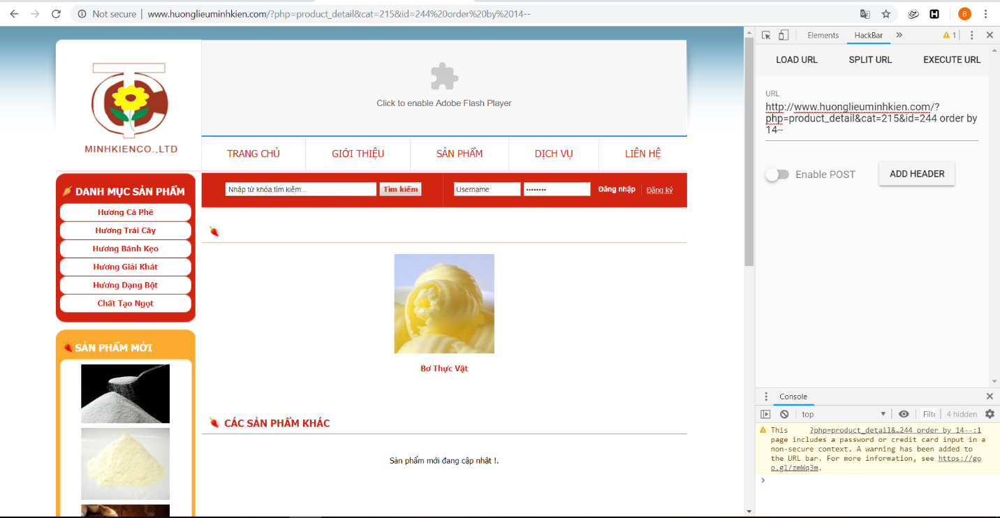 Not secure | www.huonglieuminhkien.com/?php=product_detail&cat=215&id=244%20order%20by%2014--
B
Elements HackBar » 1
LOAD URL SPLIT URL EXECUTE URL
URL
http://www.huonglieuminhkien.com/?
php=product_detail&cat=215&id=244 order by
14--
Enable POST ADD HEADER
MINHKIENCO.,LTD
Click to enable Adobe Flash Player
TRANG CHỦ GIỚI THIỆU SẢN PHẨM DỊCH VỤ LIÊN HỆ
Nhập từ khóa tìm kiếm... Tìm kiếm Username •••••••• Đăng nhập Đăng ký
DANH MỤC SẢN PHẨM
Hương Cà Phê
Hương Trái Cây
Hương Bánh Kẹo
Hương Giải Khát
Hương Dạng Bột
Chất Tạo Ngọt
SẢN PHẨM MỚI
Bơ Thực Vật
CÁC SẢN PHẨM KHÁC
Sản phẩm mới đang cập nhật !.
Console
top Filt 4 hidden
This ?php=product_detail&…244 order by 14--:1
page includes a password or credit card input in a
non-secure context. A warning has been added to
the URL bar. For more information, see https://go
o.gl/zmWq3m.